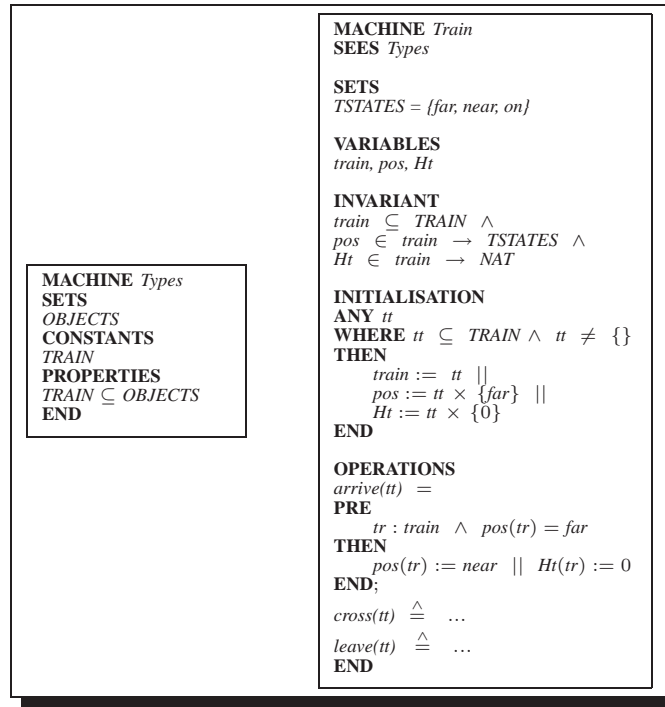 MACHINE Types
SETS
OBJECTS
CONSTANTS
TRAIN
PROPERTIES
TRAIN ⊆ OBJECTS
END
MACHINE Train
SEES Types
SETS
TSTATES = {far, near, on}
VARIABLES
train, pos, Ht
INVARIANT
train ⊆ TRAIN ∧
pos ∈ train → TSTATES ∧
Ht ∈ train → NAT
INITIALISATION
ANY tt
WHERE tt ⊆ TRAIN ∧ tt ≠ {}
THEN
train := tt ||
pos := tt × {far} ||
Ht := tt × {0}
END
OPERATIONS
arrive(tt) =
PRE
tr : train ∧ pos(tr) = far
THEN
pos(tr) := near || Ht(tr) := 0
END;
cross(tt) ≙ ...
leave(tt) ≙ ...
END